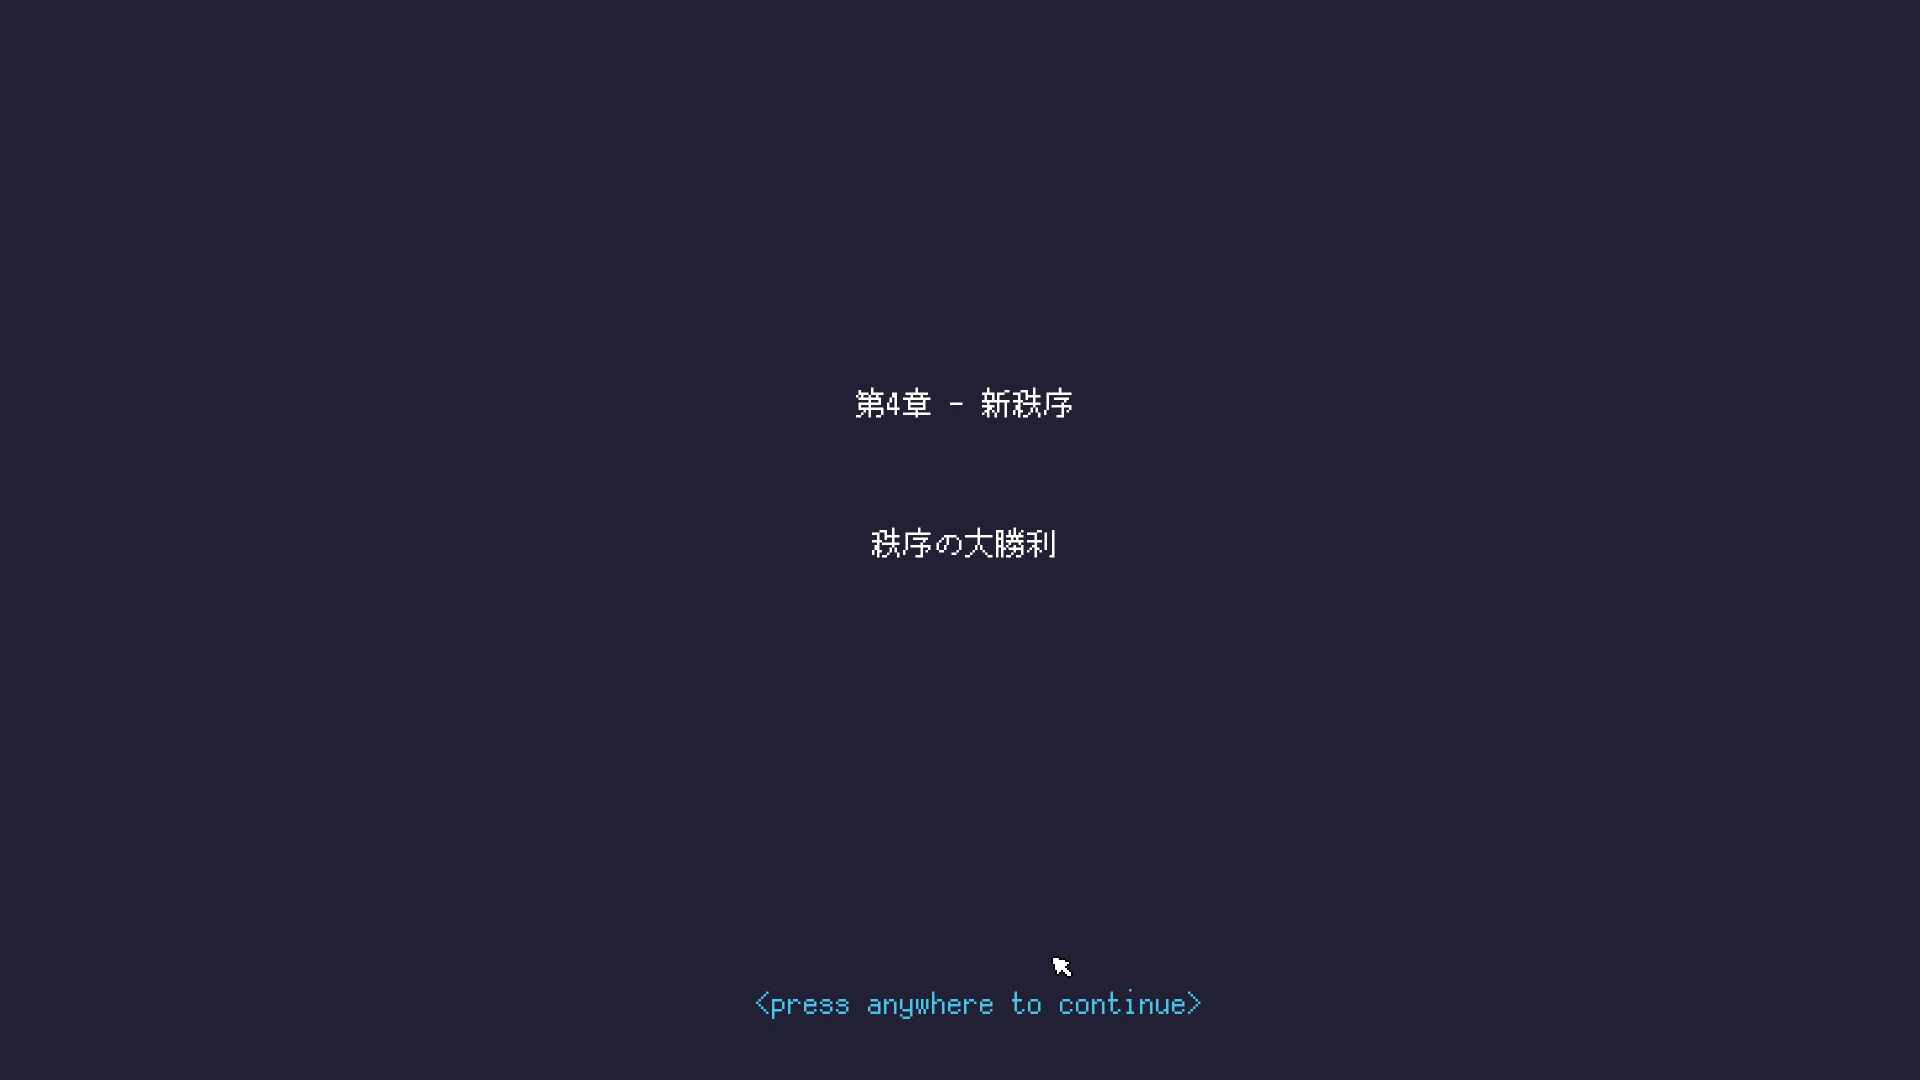 第4章 - 新秩序
秩序の大勝利
<press anywhere to continue>